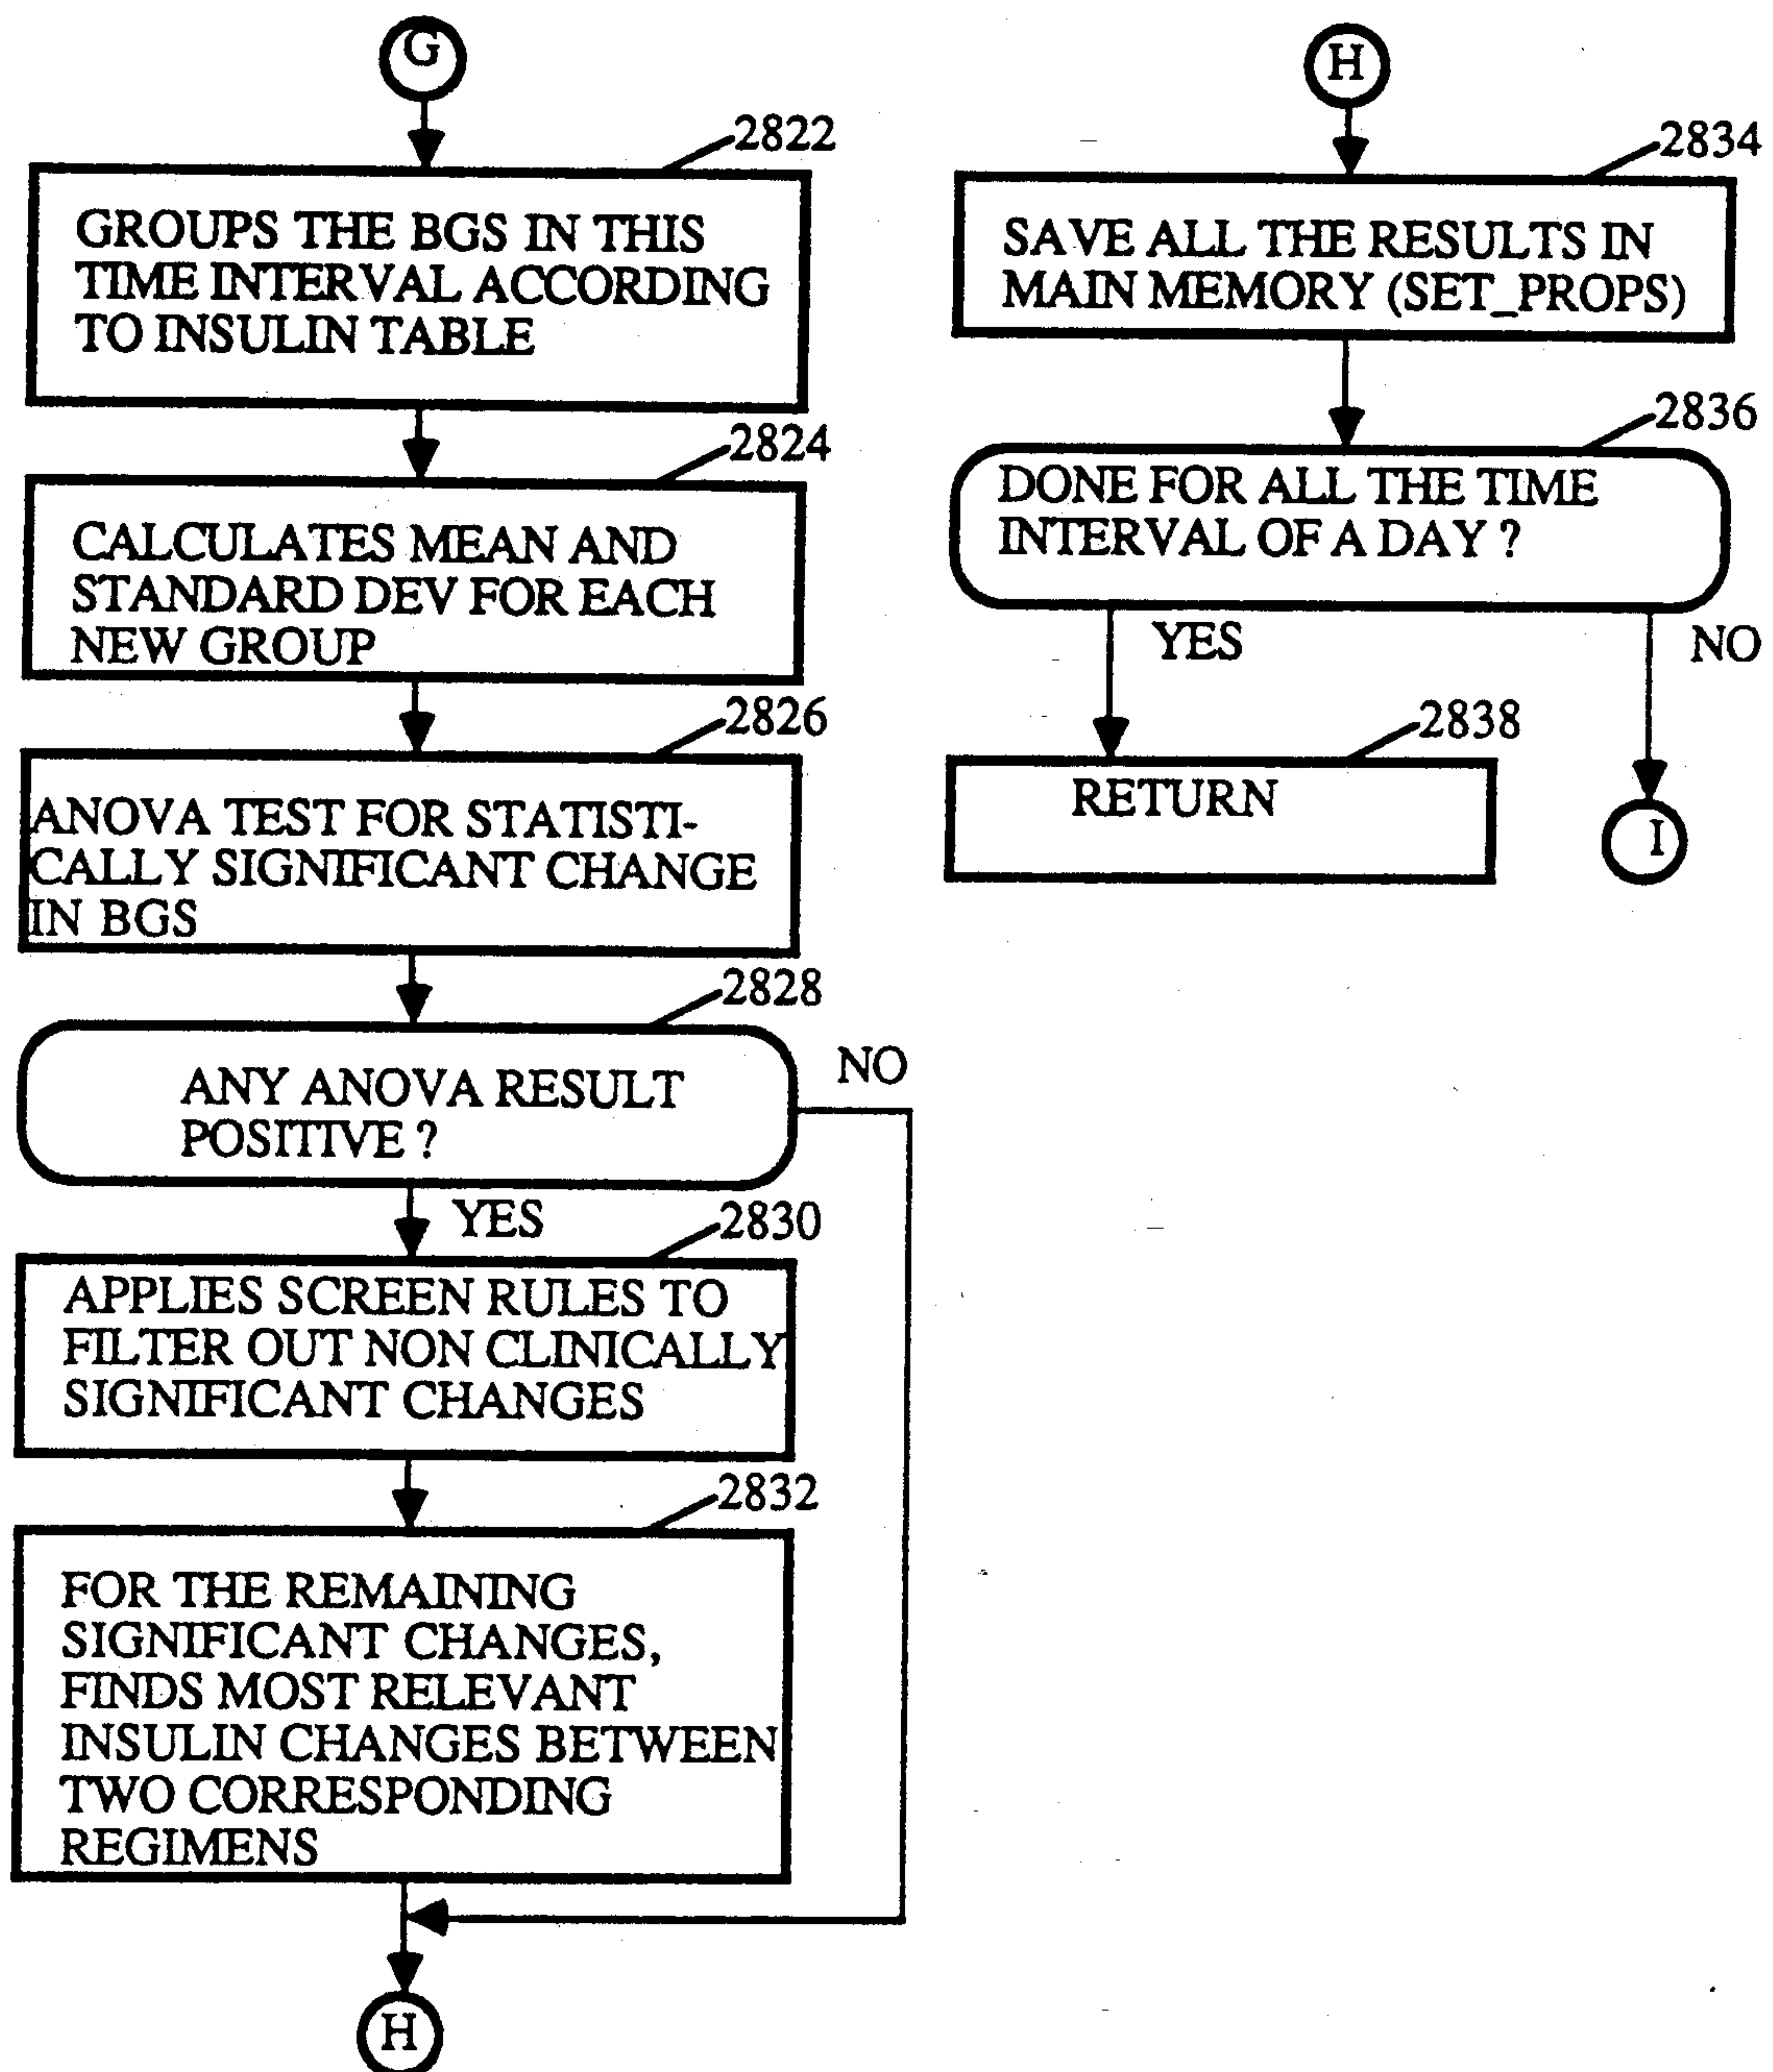 G
2822
GROUPS THE BGS IN THIS
TIME INTERVAL ACCORDING
TO INSULIN TABLE
2824
CALCULATES MEAN AND
STANDARD DEV FOR EACH
NEW GROUP
2826
ANOVA TEST FOR STATISTI-
CALLY SIGNIFICANT CHANGE
IN BGS
2828
ANY ANOVA RESULT
POSITIVE ?
NO
YES
2830
APPLIES SCREEN RULES TO
FILTER OUT NON CLINICALLY
SIGNIFICANT CHANGES
2832
FOR THE REMAINING
SIGNIFICANT CHANGES,
FINDS MOST RELEVANT
INSULIN CHANGES BETWEEN
TWO CORRESPONDING
REGIMENS
H
H
2834
SAVE ALL THE RESULTS IN
MAIN MEMORY (SET_PROPS)
2836
DONE FOR ALL THE TIME
INTERVAL OF A DAY ?
YES
NO
2838
RETURN
I